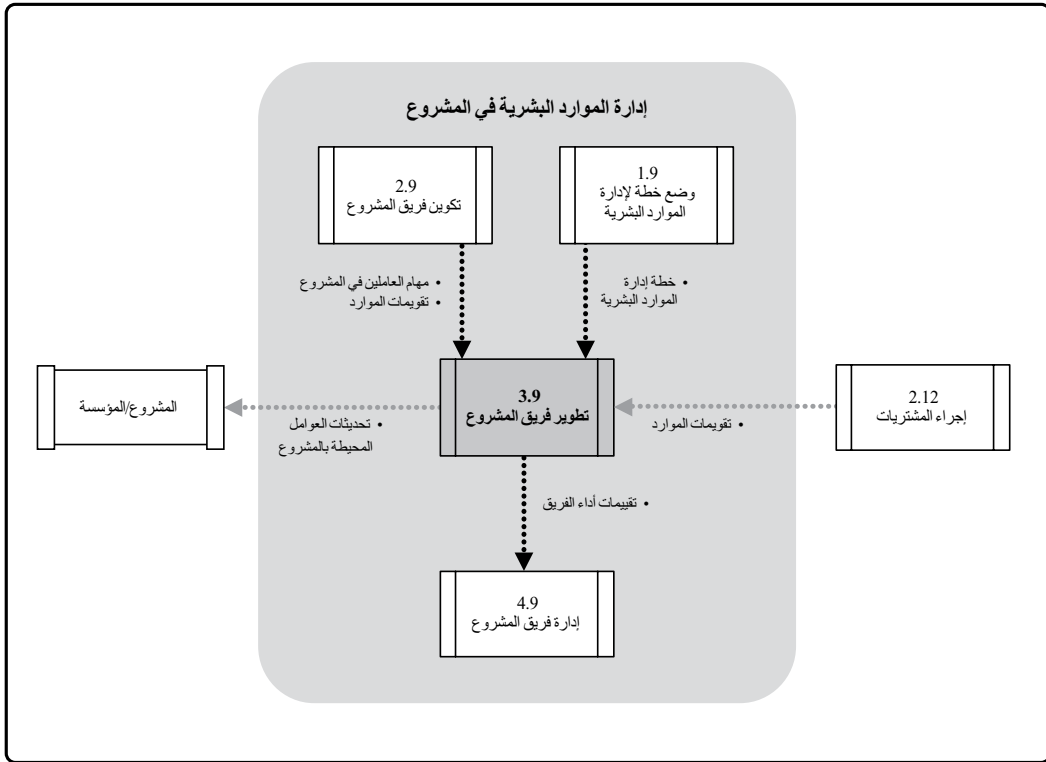 إدارة الموارد البشرية في المشروع
1.9
وضع خطة لإدارة
الموارد البشرية
2.9
تكوين فريق المشروع
• خطة إدارة
الموارد البشرية
• مهام العاملين في المشروع
• تقويمات الموارد
2.12
إجراء المشتريات
• تقويمات الموارد
3.9
تطوير فريق المشروع
• تحديثات العوامل
المحيطة بالمشروع
المشروع/المؤسسة
• تقييمات أداء الفريق
4.9
إدارة فريق المشروع